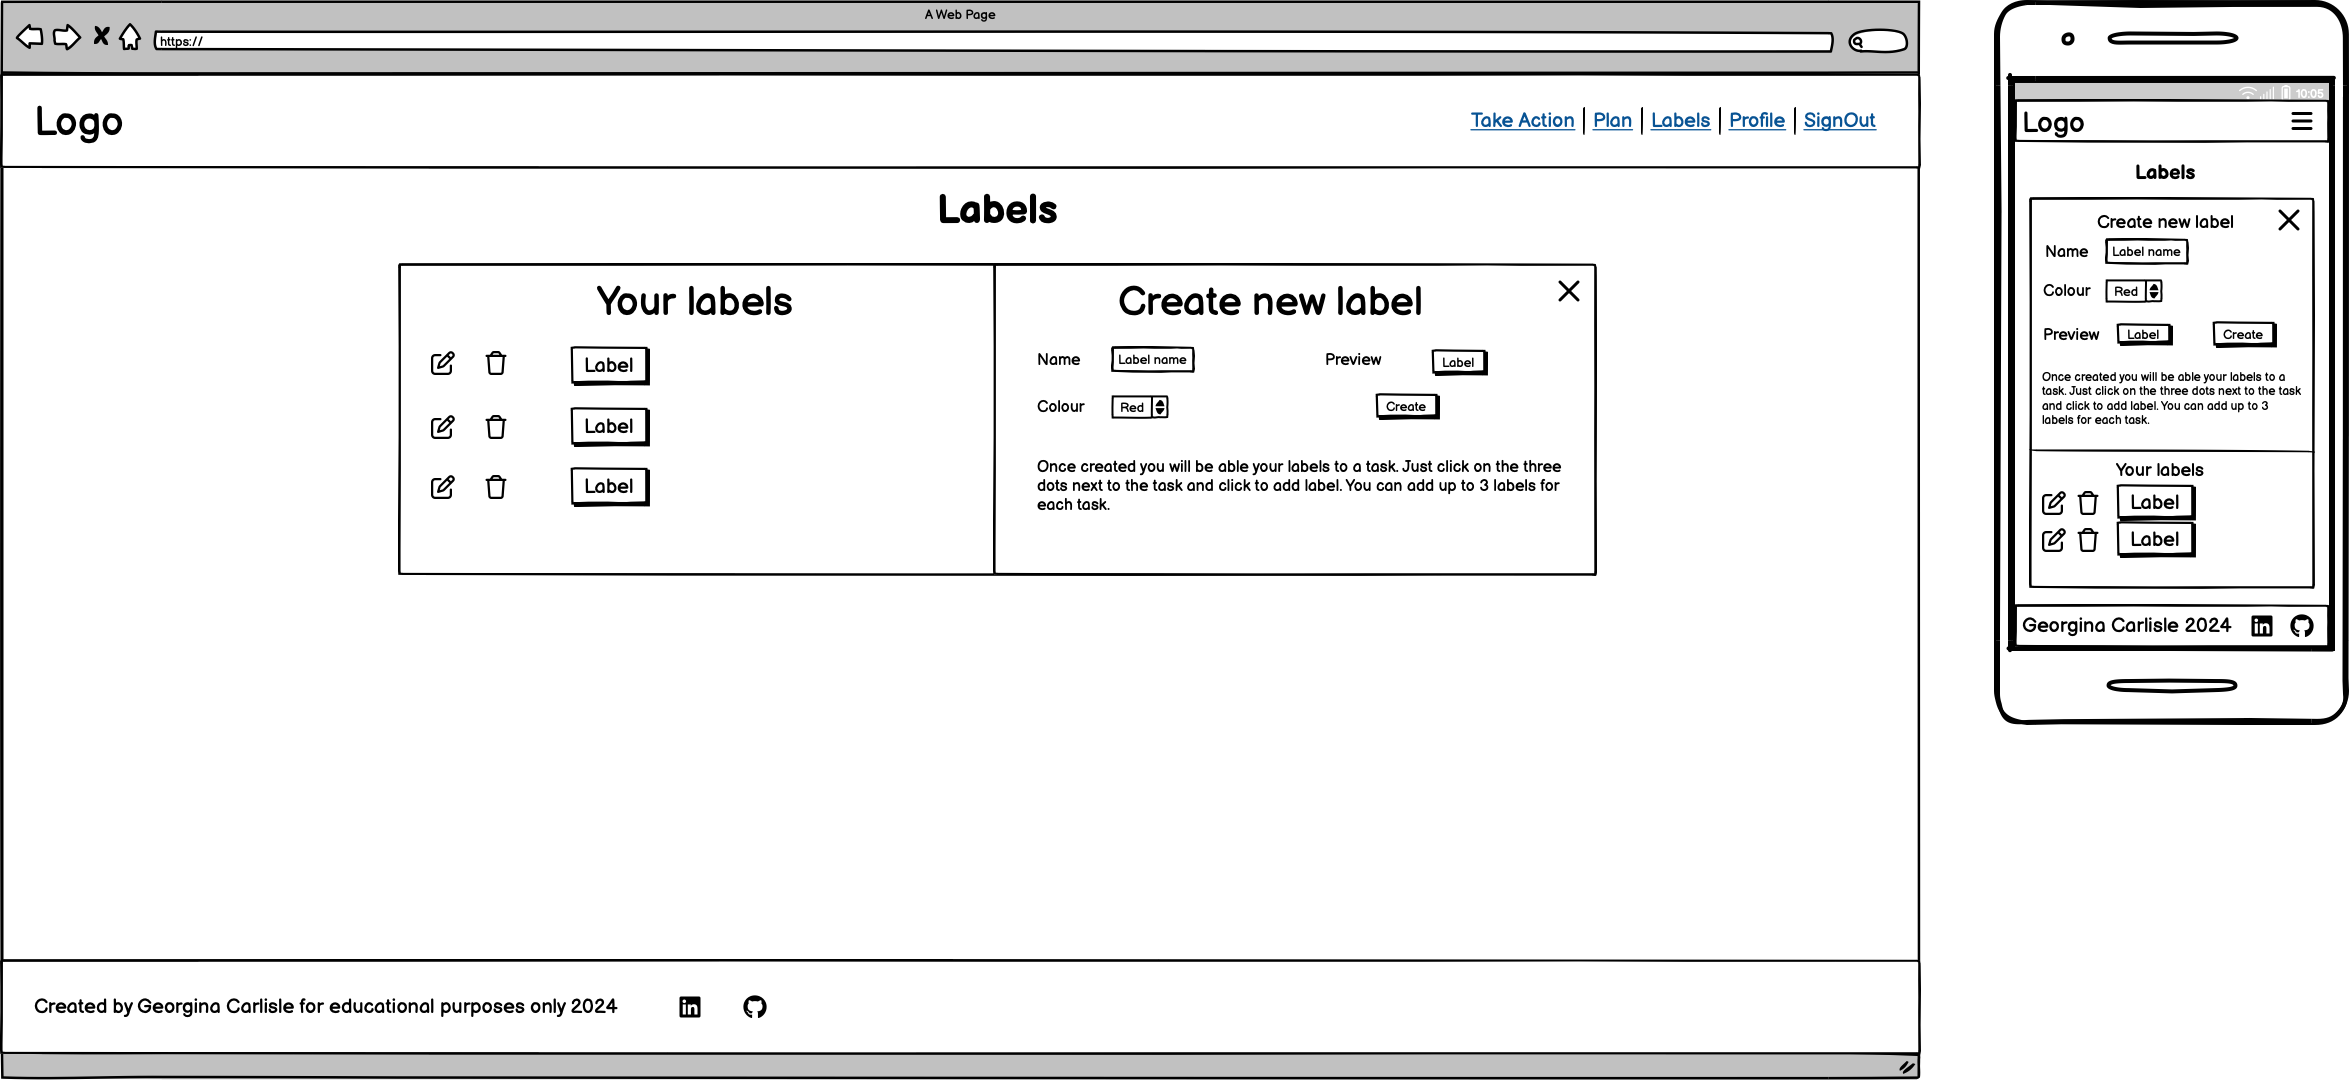 A Web Page
https://
Logo
Take Action | Plan | Labels | Profile | SignOut
Labels
Your labels
Label
Label
Label
Create new label
Name
Label name
Preview
Label
Colour
Red
Create
Once created you will be able your labels to a task. Just click on the three
dots next to the task and click to add label. You can add up to 3 labels for
each task.
Created by Georgina Carlisle for educational purposes only 2024
10:05
Logo
Labels
Create new label
Name
Label name
Colour
Red
Preview
Label
Create
Once created you will be able your labels to a
task. Just click on the three dots next to the task
and click to add label. You can add up to 3
labels for each task.
Your labels
Label
Label
Georgina Carlisle 2024